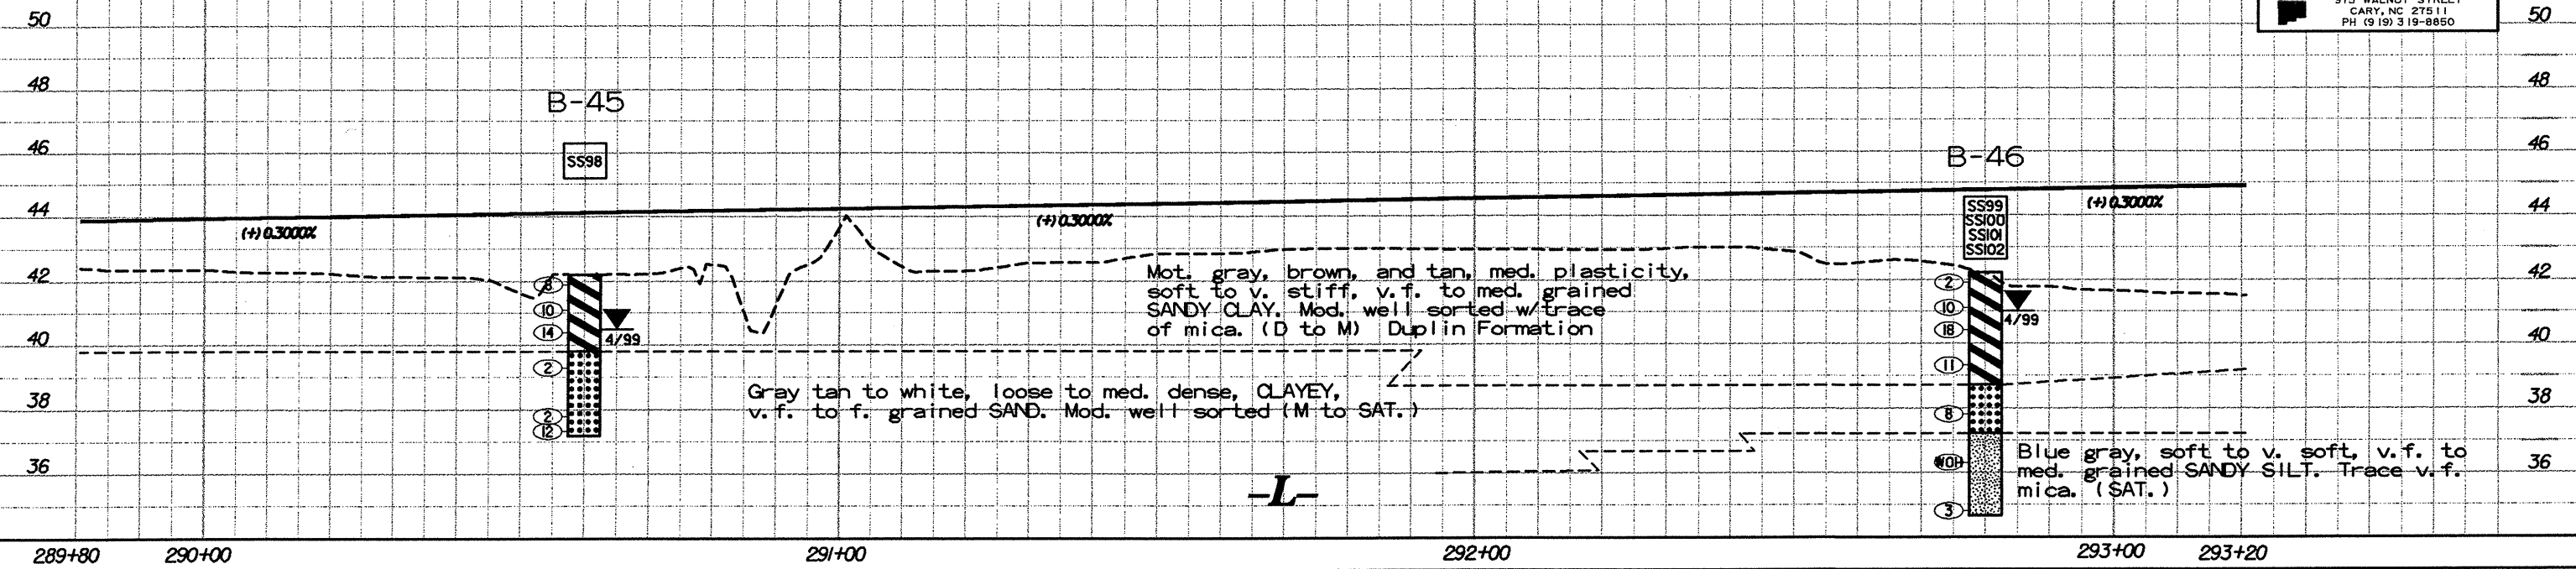 50
975 WALNUT STREET
CARY, NC 27511
PH (919) 319-8850
50
48
B-45
48
46
SS98
B-46
46
44
(+) 0.3000%
(+) 0.3000%
SS99
SS100
SS101
SS102
(+) 0.3000%
44
42
8
10
14
4/99
Mot. gray, brown, and tan, med. plasticity,
soft to v. stiff, v.f. to med. grained
SANDY CLAY. Mod. well sorted w/trace
of mica. (D to M) Duplin Formation
2
10
18
4/99
42
40
2
11
40
38
Gray tan to white, loose to med. dense, CLAYEY,
v.f. to f. grained SAND. Mod. well sorted (M to SAT.)
2
12
8
38
36
-L-
WOH
3
Blue gray, soft to v. soft, v.f. to
med. grained SANDY SILT. Trace v.f.
mica. (SAT.)
36
289+80
290+00
291+00
292+00
293+00
293+20